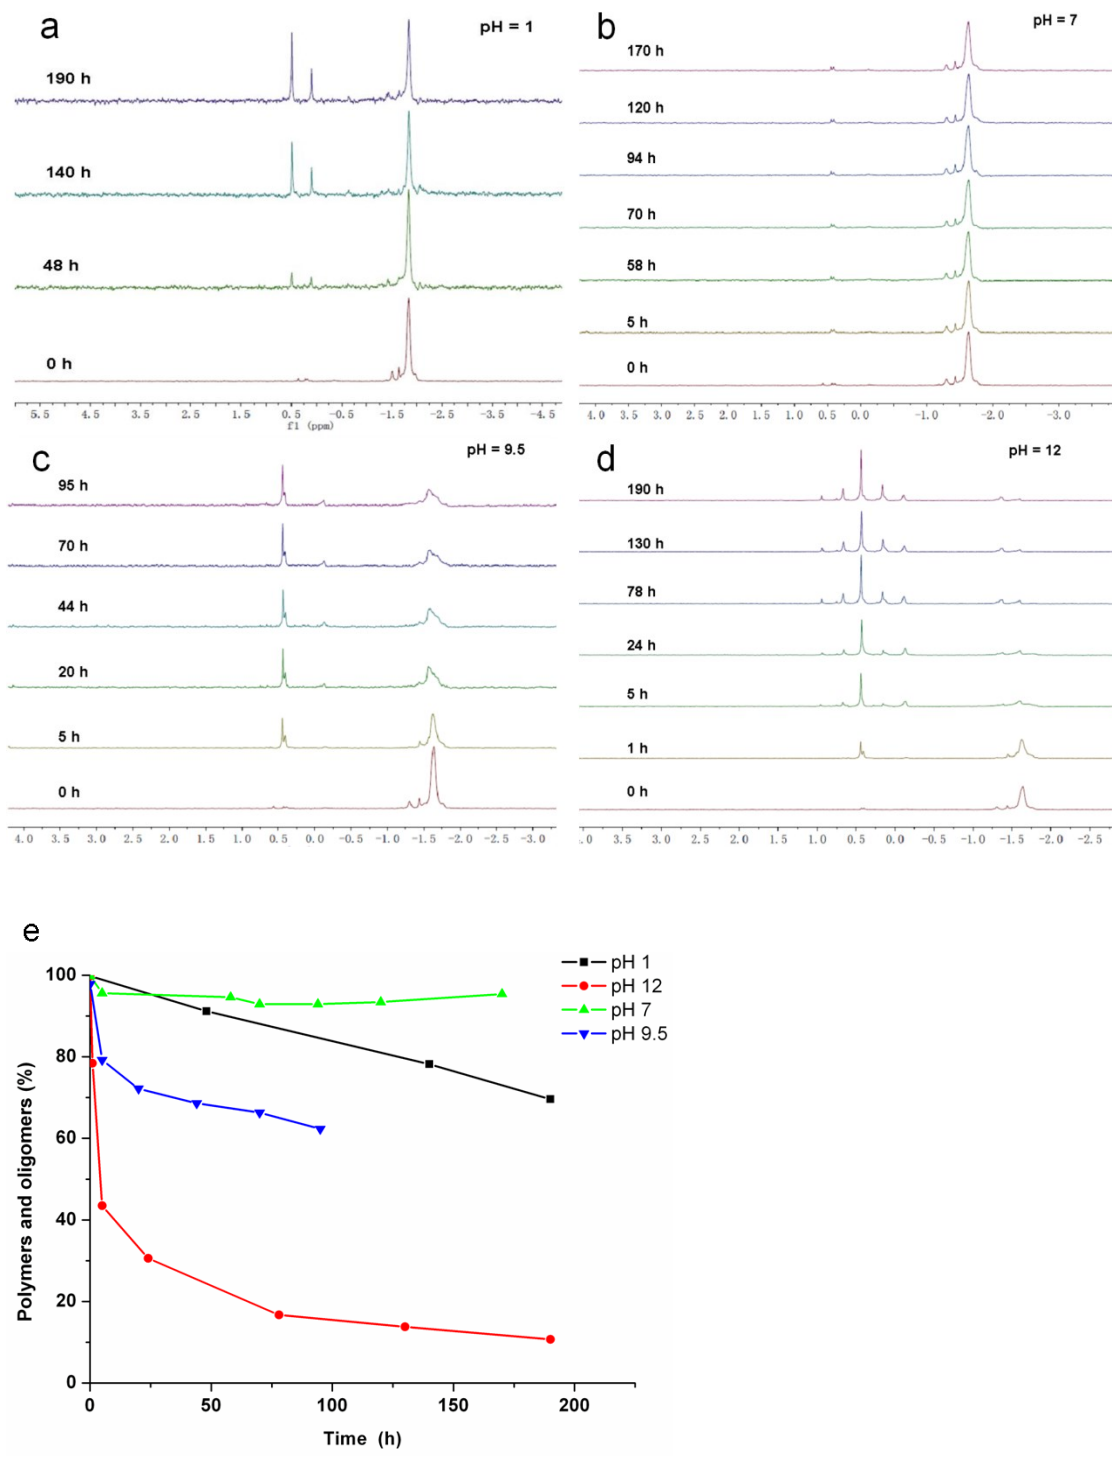 a
pH = 1
190 h
140 h
48 h
0 h
5.5 4.5 3.5 2.5 1.5 0.5 -0.5 -1.5 -2.5 -3.5 -4.5
f1 (ppm)
b
pH = 7
170 h
120 h
94 h
70 h
58 h
5 h
0 h
4.0 3.5 3.0 2.5 2.0 1.5 1.0 0.5 0.0 -1.0 -2.0 -3.0
c
pH = 9.5
95 h
70 h
44 h
20 h
5 h
0 h
4.0 3.5 3.0 2.5 2.0 1.5 1.0 0.5 0.0 -0.5 -1.0 -1.5 -2.0 -2.5 -3.0
d
pH = 12
190 h
130 h
78 h
24 h
5 h
1 h
0 h
.0 3.5 3.0 2.5 2.0 1.5 1.0 0.5 0.0 -0.5 -1.0 -1.5 -2.0 -2.5
e
pH 1
pH 12
pH 7
pH 9.5
Polymers and oligomers (%)
100
80
60
40
20
0
0 50 100 150 200
Time (h)